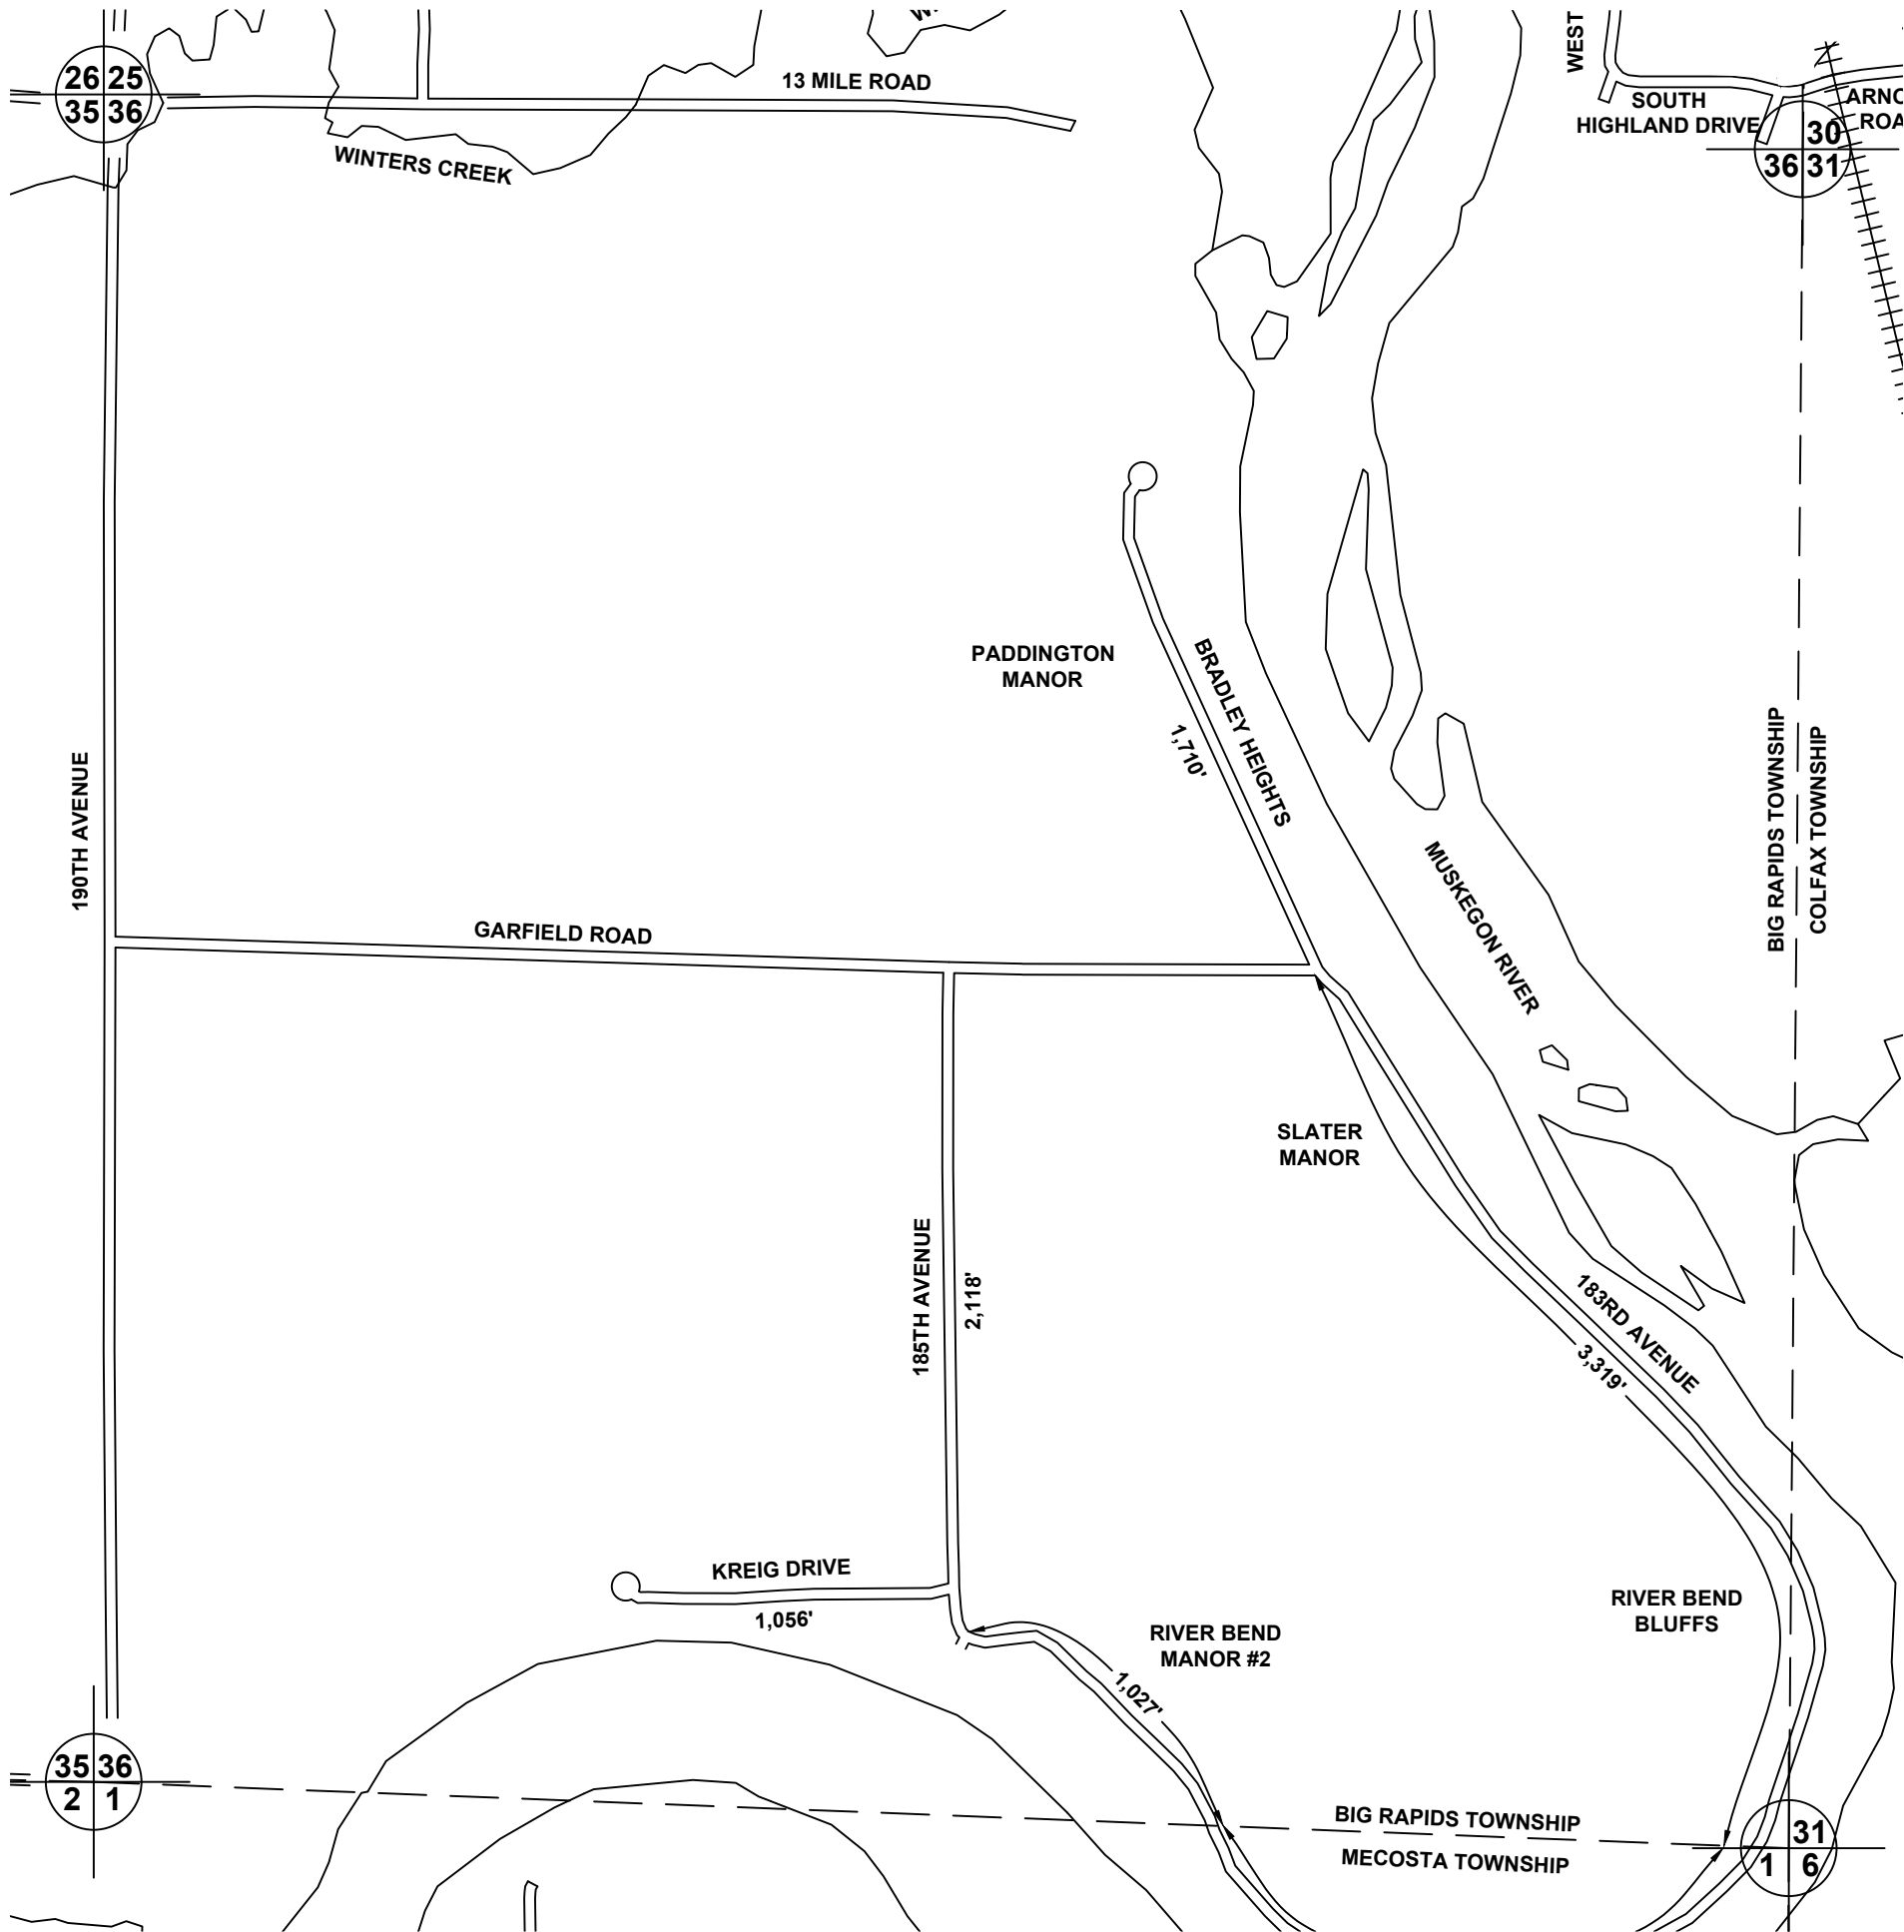 WEST
26 25
35 36
13 MILE ROAD
SOUTH
HIGHLAND DRIVE
30
36 31
WINTERS CREEK
PADDINGTON
MANOR
BRADLEY HEIGHTS
1,710'
190TH AVENUE
BIG RAPIDS TOWNSHIP
COLFAX TOWNSHIP
MUSKEGON RIVER
GARFIELD ROAD
SLATER
MANOR
185TH AVENUE
2,118'
183RD AVENUE
3,319'
KREIG DRIVE
1,056'
RIVER BEND
MANOR #2
1,027'
RIVER BEND
BLUFFS
35 36
2 1
BIG RAPIDS TOWNSHIP
MECOSTA TOWNSHIP
31
1 6